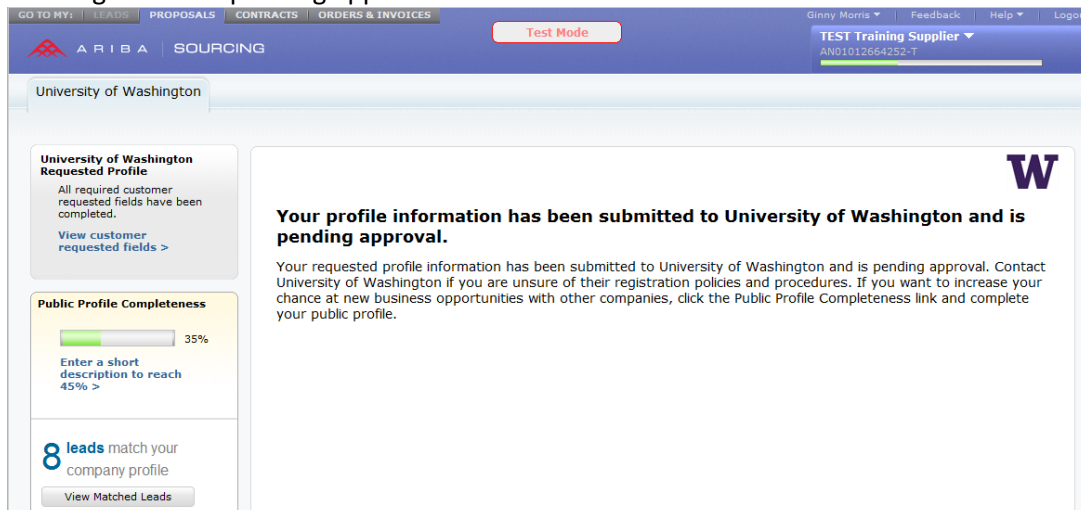 GO TO MY: LEADS PROPOSALS CONTRACTS ORDERS & INVOICES
Ginny Morris Feedback Help Logou
Test Mode
ARIBA SOURCING
TEST Training Supplier
AN01012664252-T
University of Washington
University of Washington
Requested Profile
All required customer
requested fields have been
completed.
View customer
requested fields >
W
Your profile information has been submitted to University of Washington and is
pending approval.
Your requested profile information has been submitted to University of Washington and is pending approval. Contact
University of Washington if you are unsure of their registration policies and procedures. If you want to increase your
chance at new business opportunities with other companies, click the Public Profile Completeness link and complete
your public profile.
Public Profile Completeness
35%
Enter a short
description to reach
45% >
8 leads match your
company profile
View Matched Leads